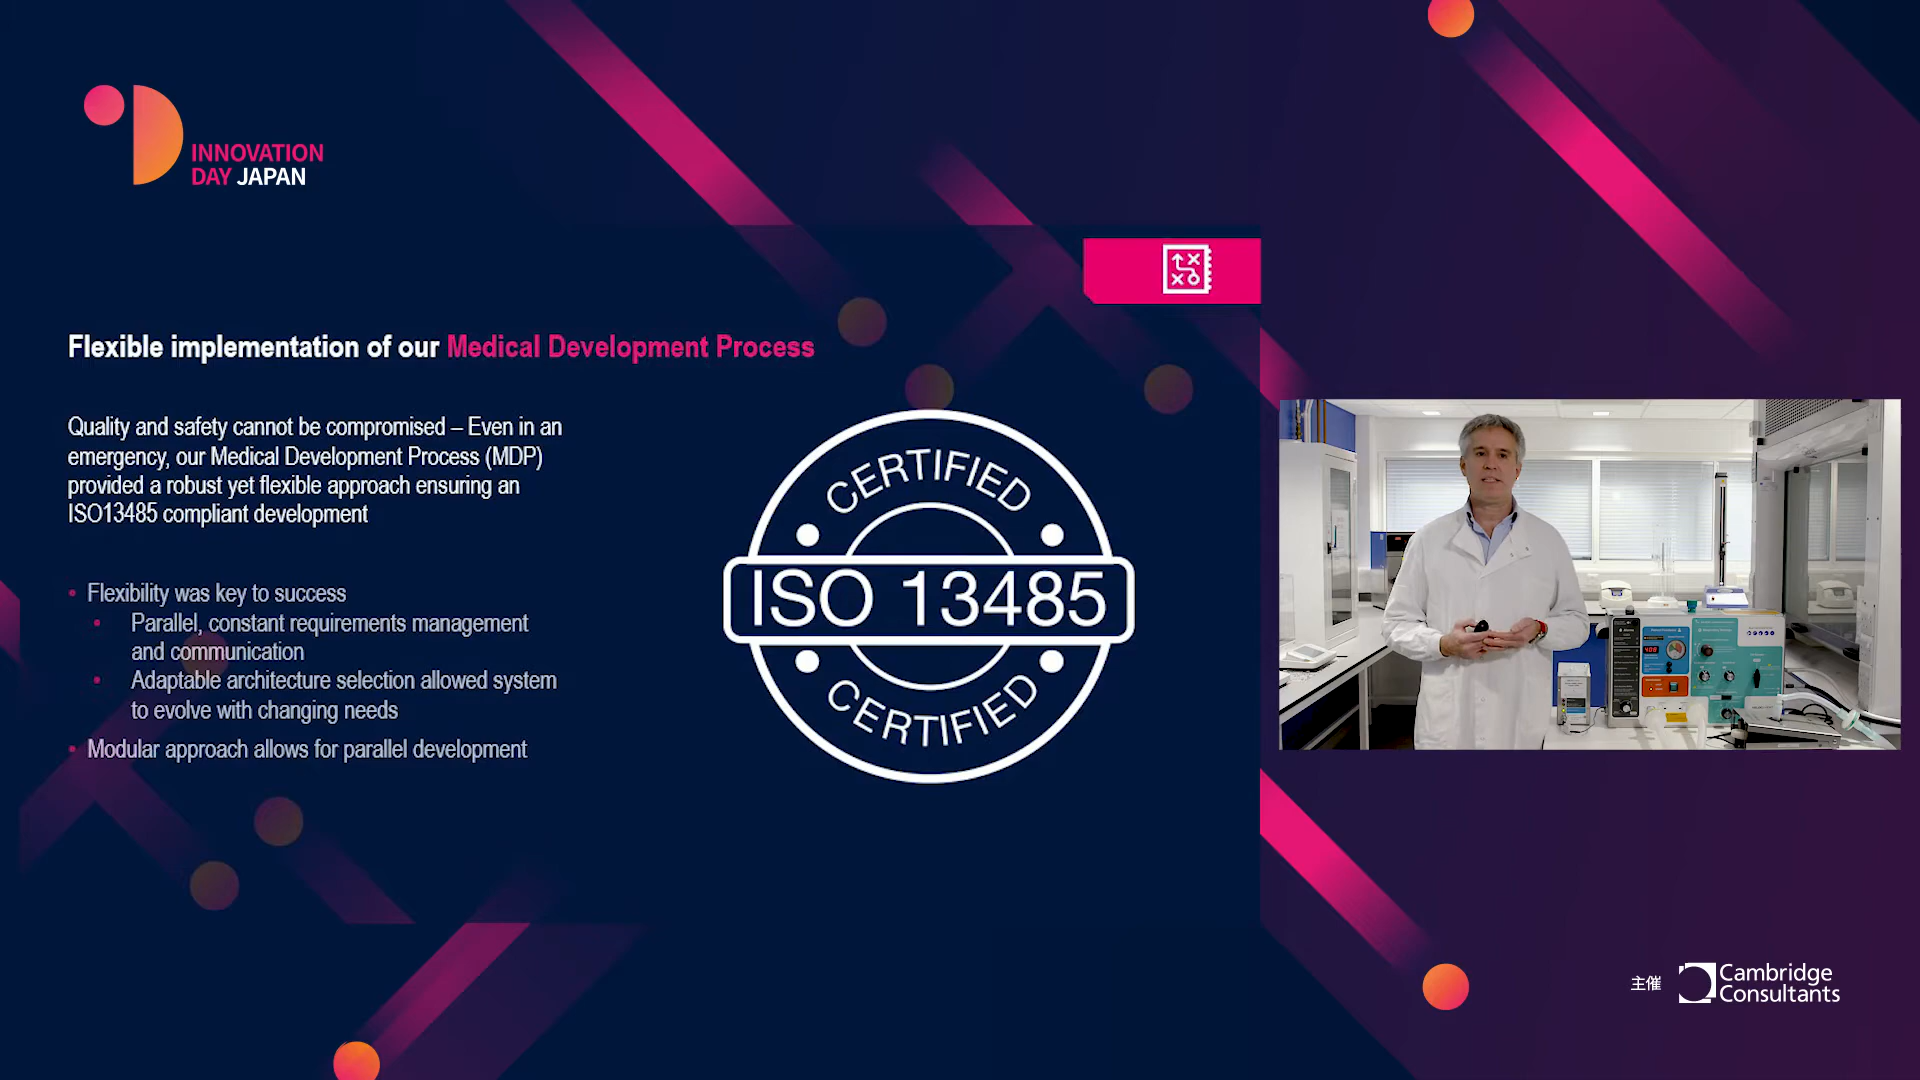 INNOVATION
DAY JAPAN
Flexible implementation of our Medical Development Process
Quality and safety cannot be compromised – Even in an
emergency, our Medical Development Process (MDP)
provided a robust yet flexible approach ensuring an
ISO13485 compliant development
• Flexibility was key to success
• Parallel, constant requirements management
and communication
• Adaptable architecture selection allowed system
to evolve with changing needs
• Modular approach allows for parallel development
CERTIFIED
ISO 13485
CERTIFIED
主催
Cambridge
Consultants